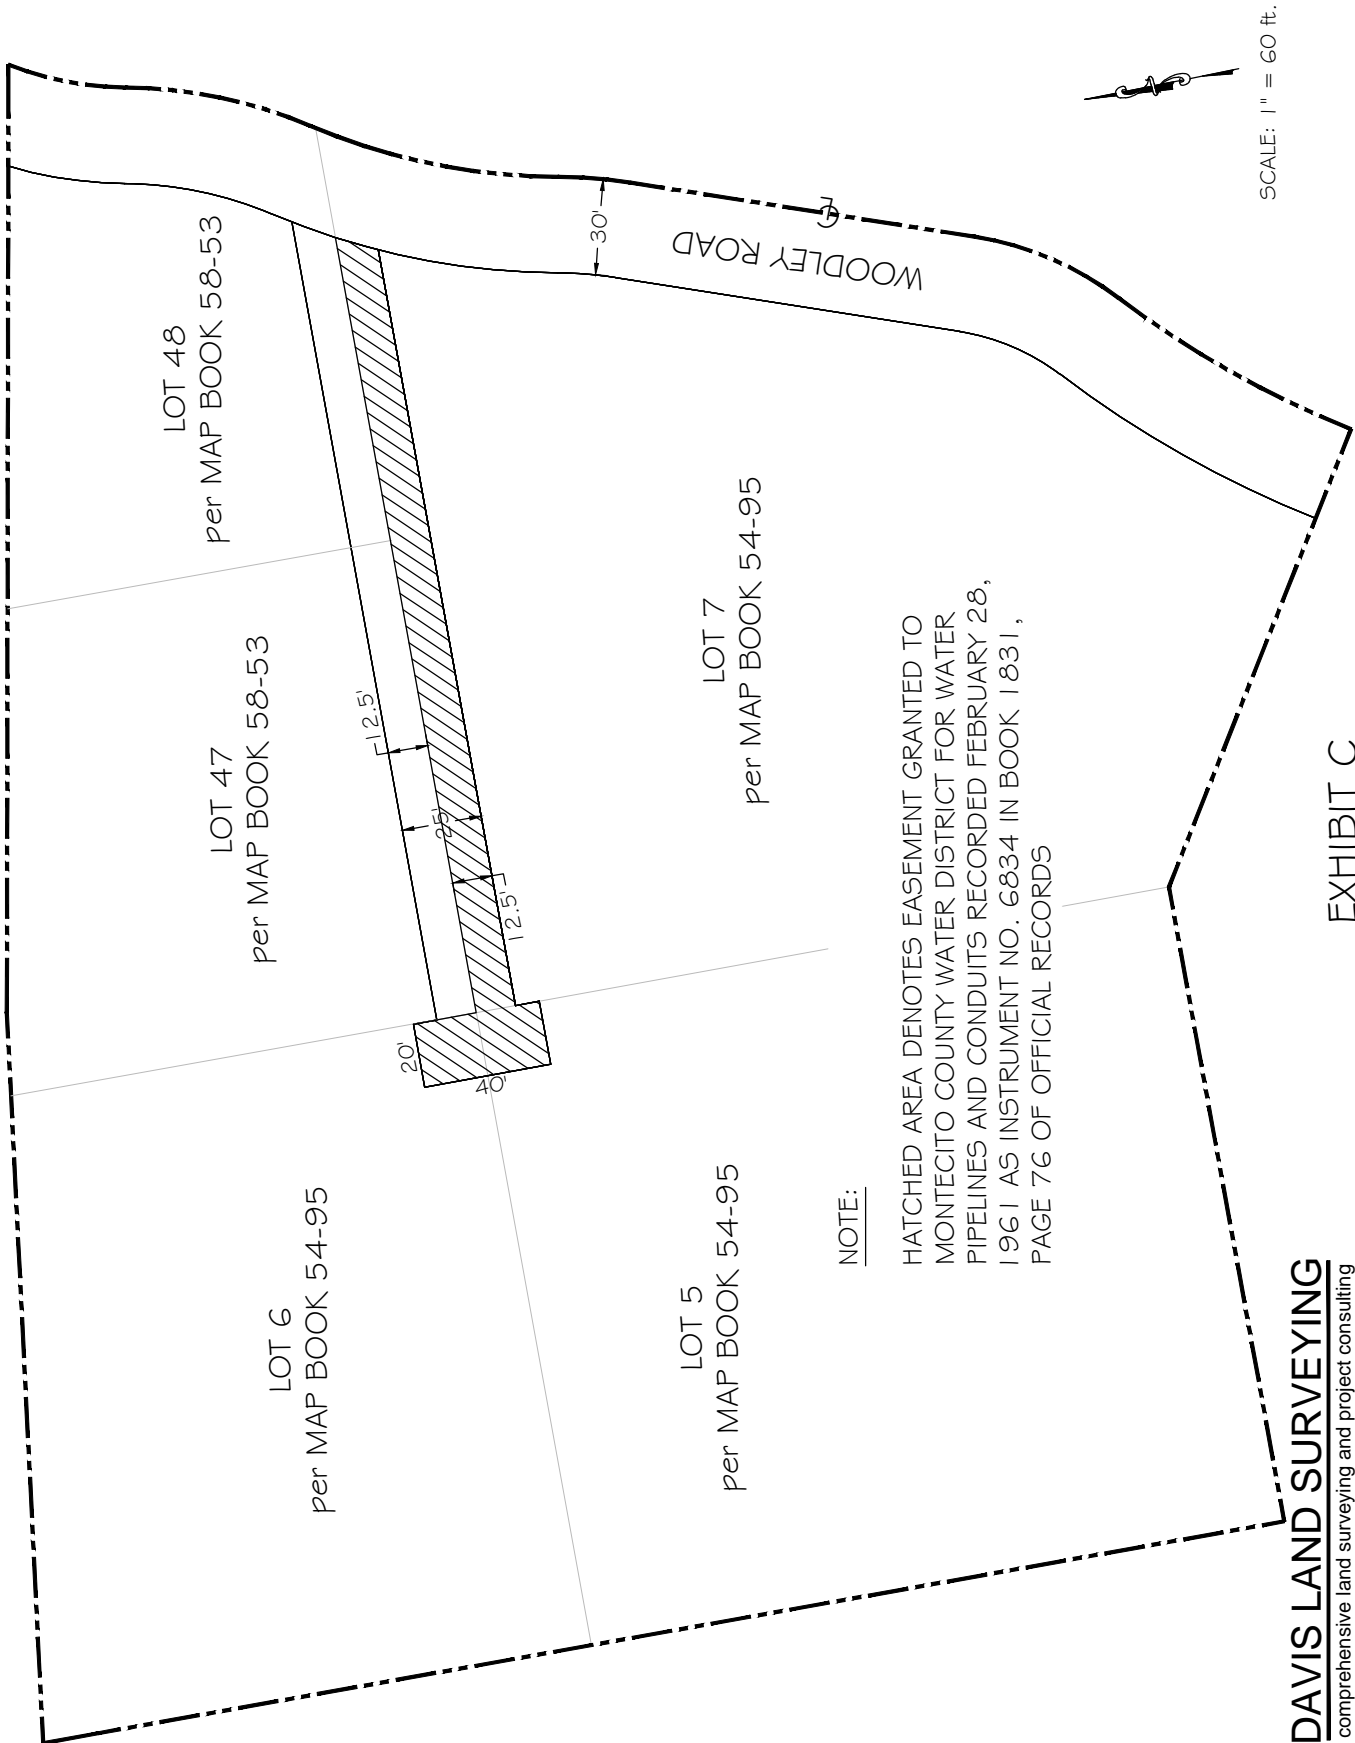 LOT 6
per MAP BOOK 54-95
LOT 47
per MAP BOOK 58-53
LOT 48
per MAP BOOK 58-53
20'
40'
12.5'
25'
12.5'
30'
WOODLEY ROAD
℄
LOT 5
per MAP BOOK 54-95
LOT 7
per MAP BOOK 54-95
NOTE:
HATCHED AREA DENOTES EASEMENT GRANTED TO
MONTECITO COUNTY WATER DISTRICT FOR WATER
PIPELINES AND CONDUITS RECORDED FEBRUARY 28,
1961 AS INSTRUMENT NO. 6834 IN BOOK 1831,
PAGE 76 OF OFFICIAL RECORDS
SCALE: 1" = 60 ft.
DAVIS LAND SURVEYING
comprehensive land surveying and project consulting
EXHIBIT C